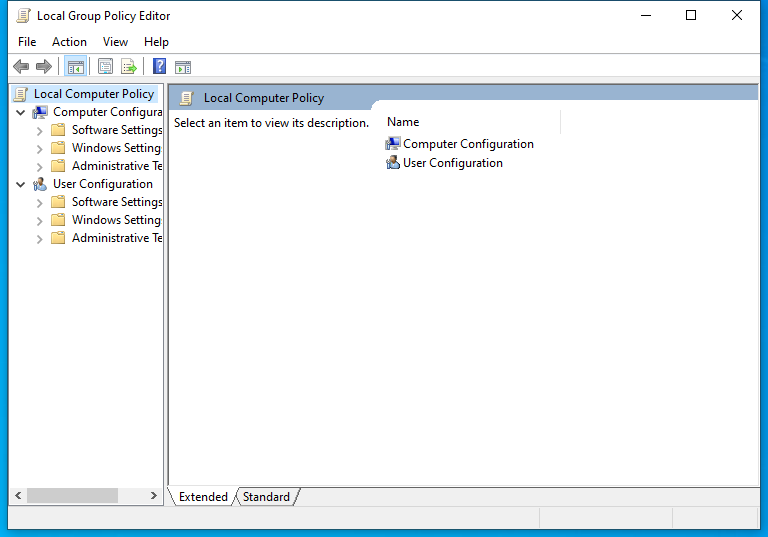 Local Group Policy Editor
File Action View Help
Local Computer Policy
Computer Configura
Software Settings
Windows Setting
Administrative Te
User Configuration
Software Settings
Windows Setting
Administrative Te
Local Computer Policy
Select an item to view its description.
Name
Computer Configuration
User Configuration
Extended Standard